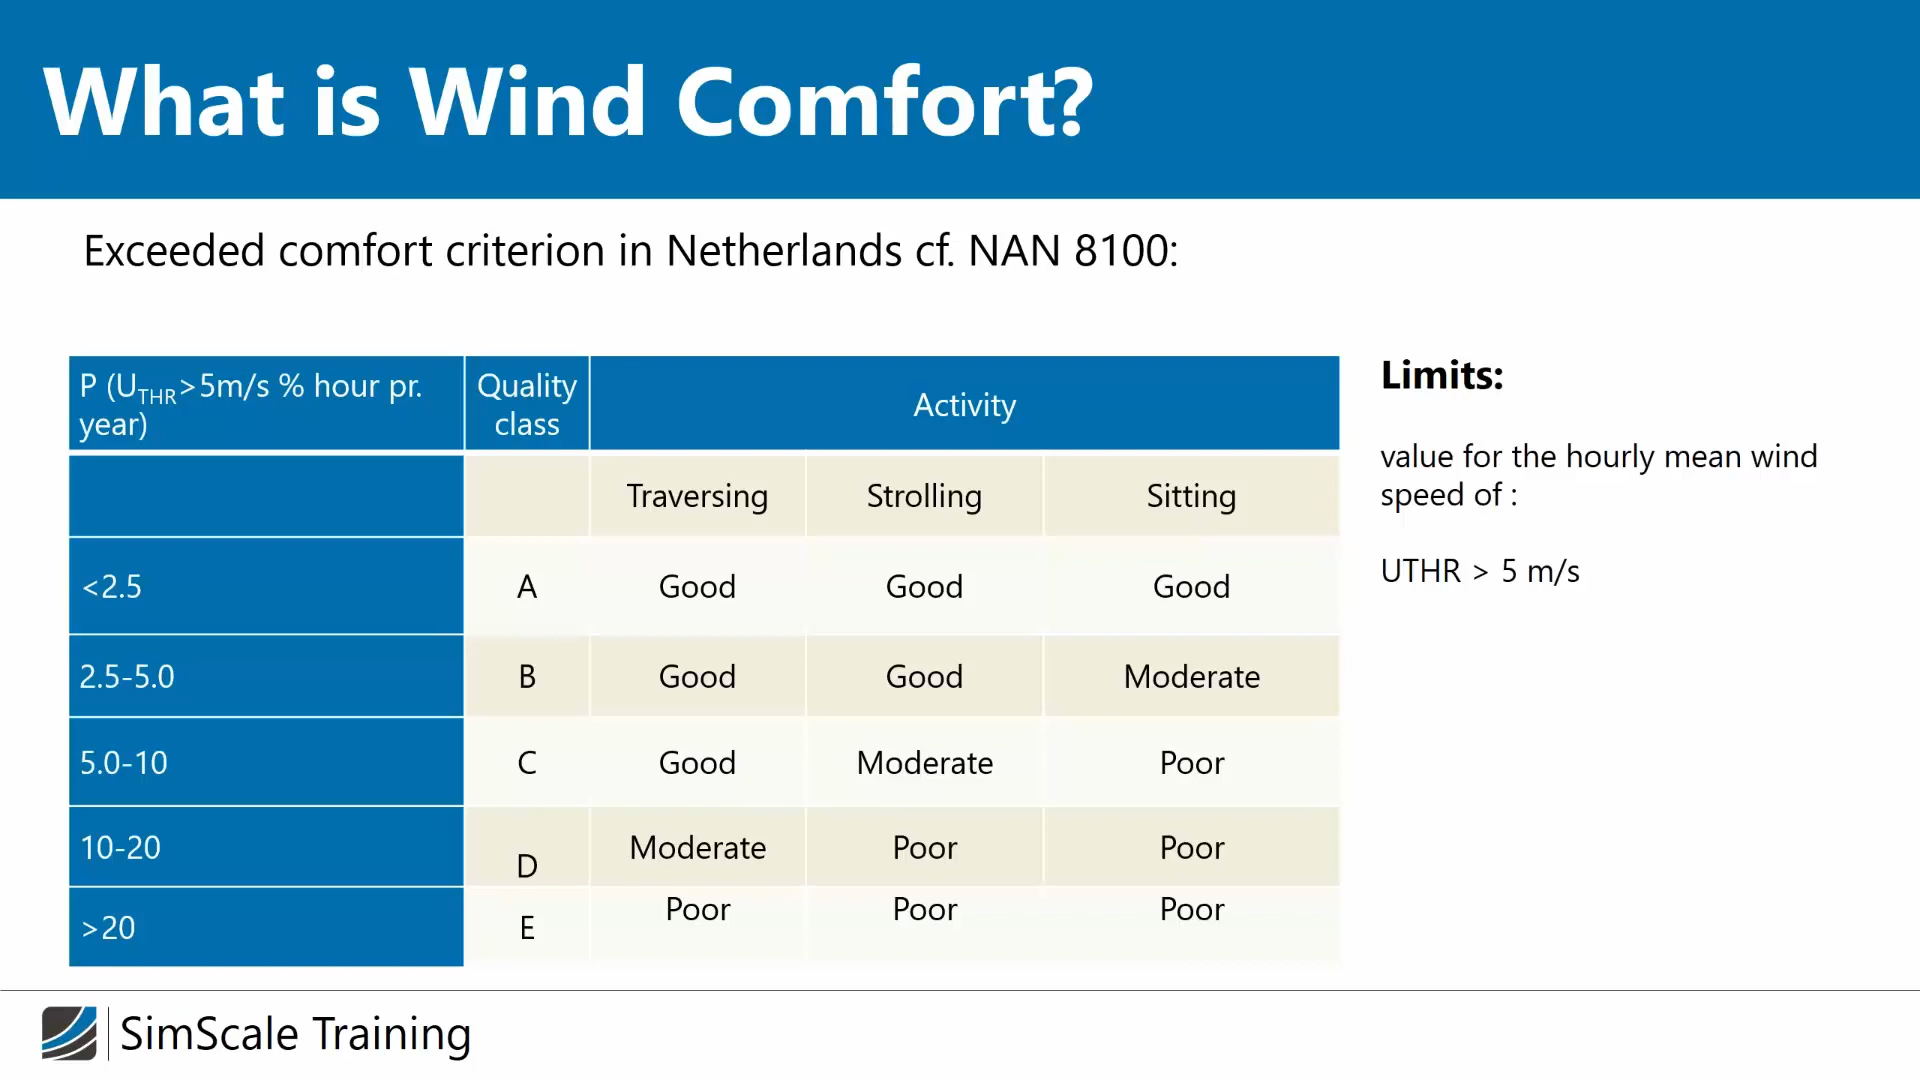 What is Wind Comfort?
Exceeded comfort criterion in Netherlands cf. NAN 8100:
P (UTHR>5m/s % hour pr.
year)
Quality
class
Activity
Traversing Strolling Sitting
<2.5 A Good Good Good
2.5-5.0 B Good Good Moderate
5.0-10 C Good Moderate Poor
10-20 D Moderate Poor Poor
>20 E Poor Poor Poor
Limits:
value for the hourly mean wind
speed of :
UTHR > 5 m/s
SimScale Training